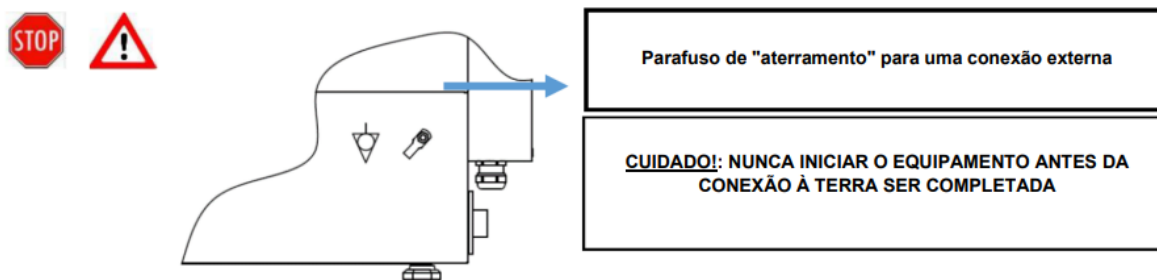 STOP
Parafuso de "aterramento" para uma conexão externa
CUIDADO!: NUNCA INICIAR O EQUIPAMENTO ANTES DA
CONEXÃO À TERRA SER COMPLETADA